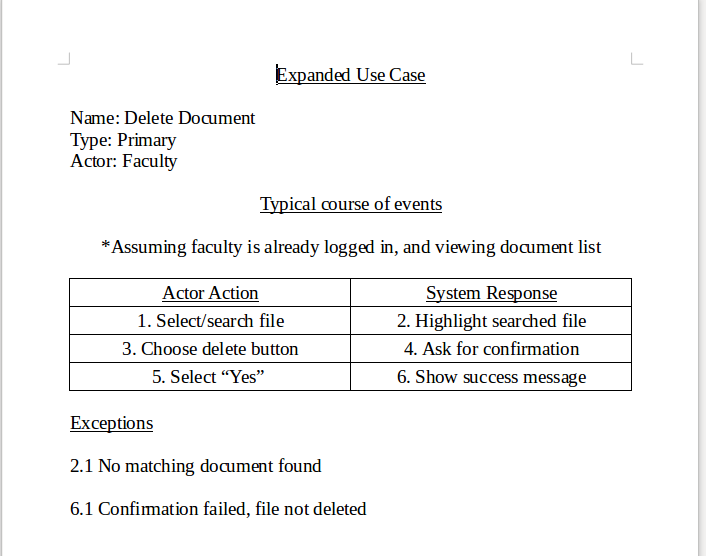 Expanded Use Case
Name: Delete Document
Type: Primary
Actor: Faculty
Typical course of events
*Assuming faculty is already logged in, and viewing document list
Actor Action System Response
1. Select/search file 2. Highlight searched file
3. Choose delete button 4. Ask for confirmation
5. Select “Yes” 6. Show success message
Exceptions
2.1 No matching document found
6.1 Confirmation failed, file not deleted